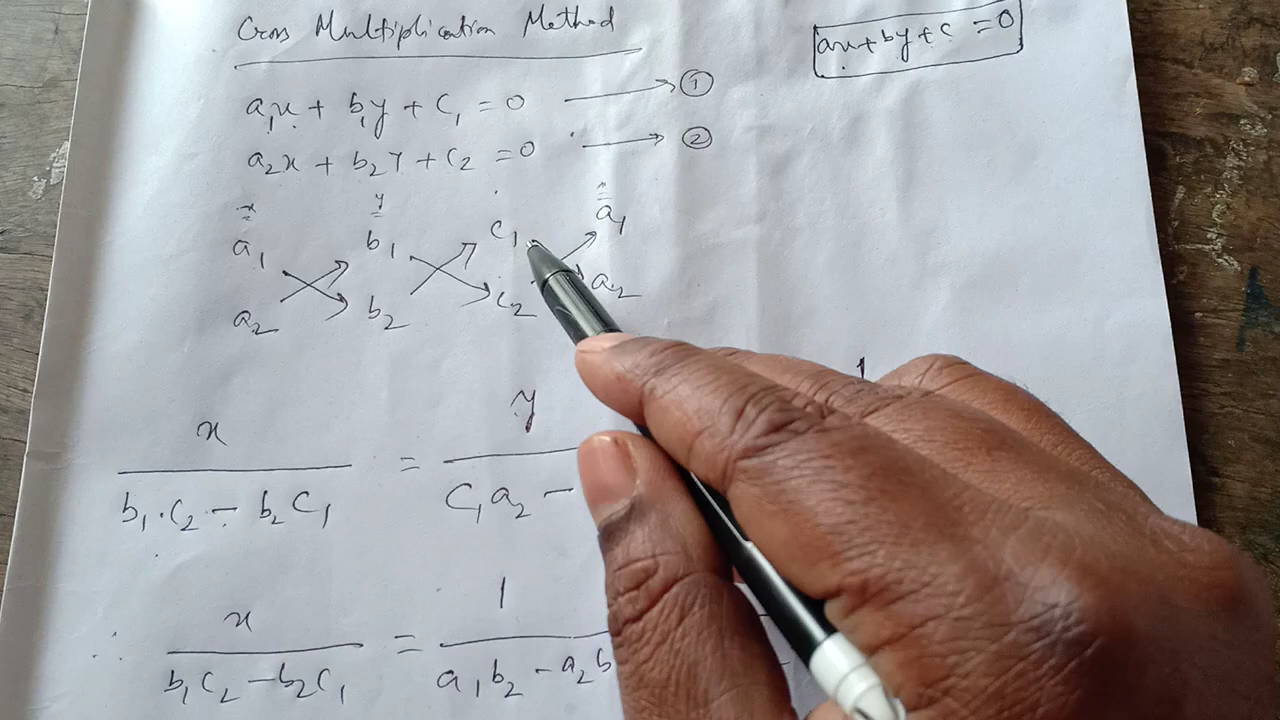 Cross Multiplication Method
ax+by+c =0
a₁x + b₁y + c₁ = 0 → ①
a₂x + b₂y + c₂ = 0 → ②
x y x
a₁ b₁ c₁ a₁
a₂ b₂ c₂ a₂
x = y 1
b₁.c₂ - b₂c₁ c₁a₂ -
∴ x = 1
b₁c₂ - b₂c₁ a₁b₂ - a₂b